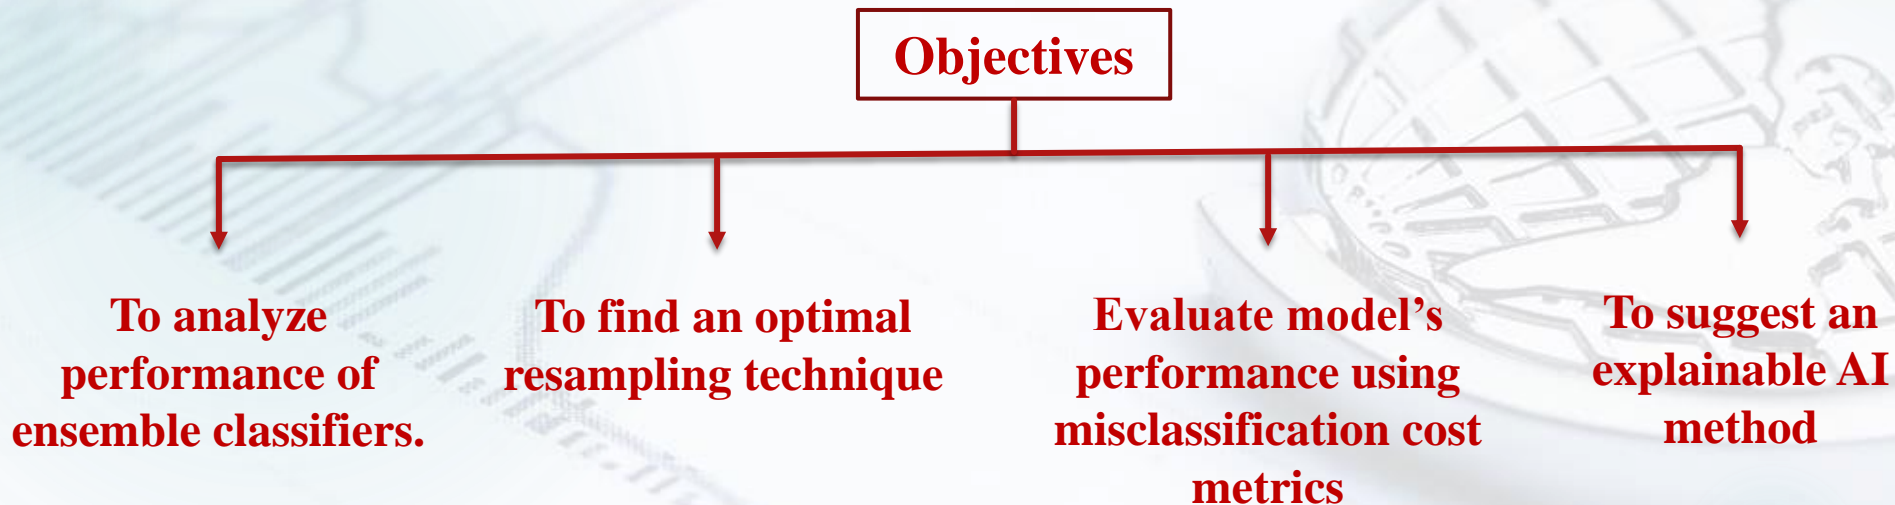 Objectives
To analyze
performance of
ensemble classifiers.
To find an optimal
resampling technique
Evaluate model’s
performance using
misclassification cost
metrics
To suggest an
explainable AI
method